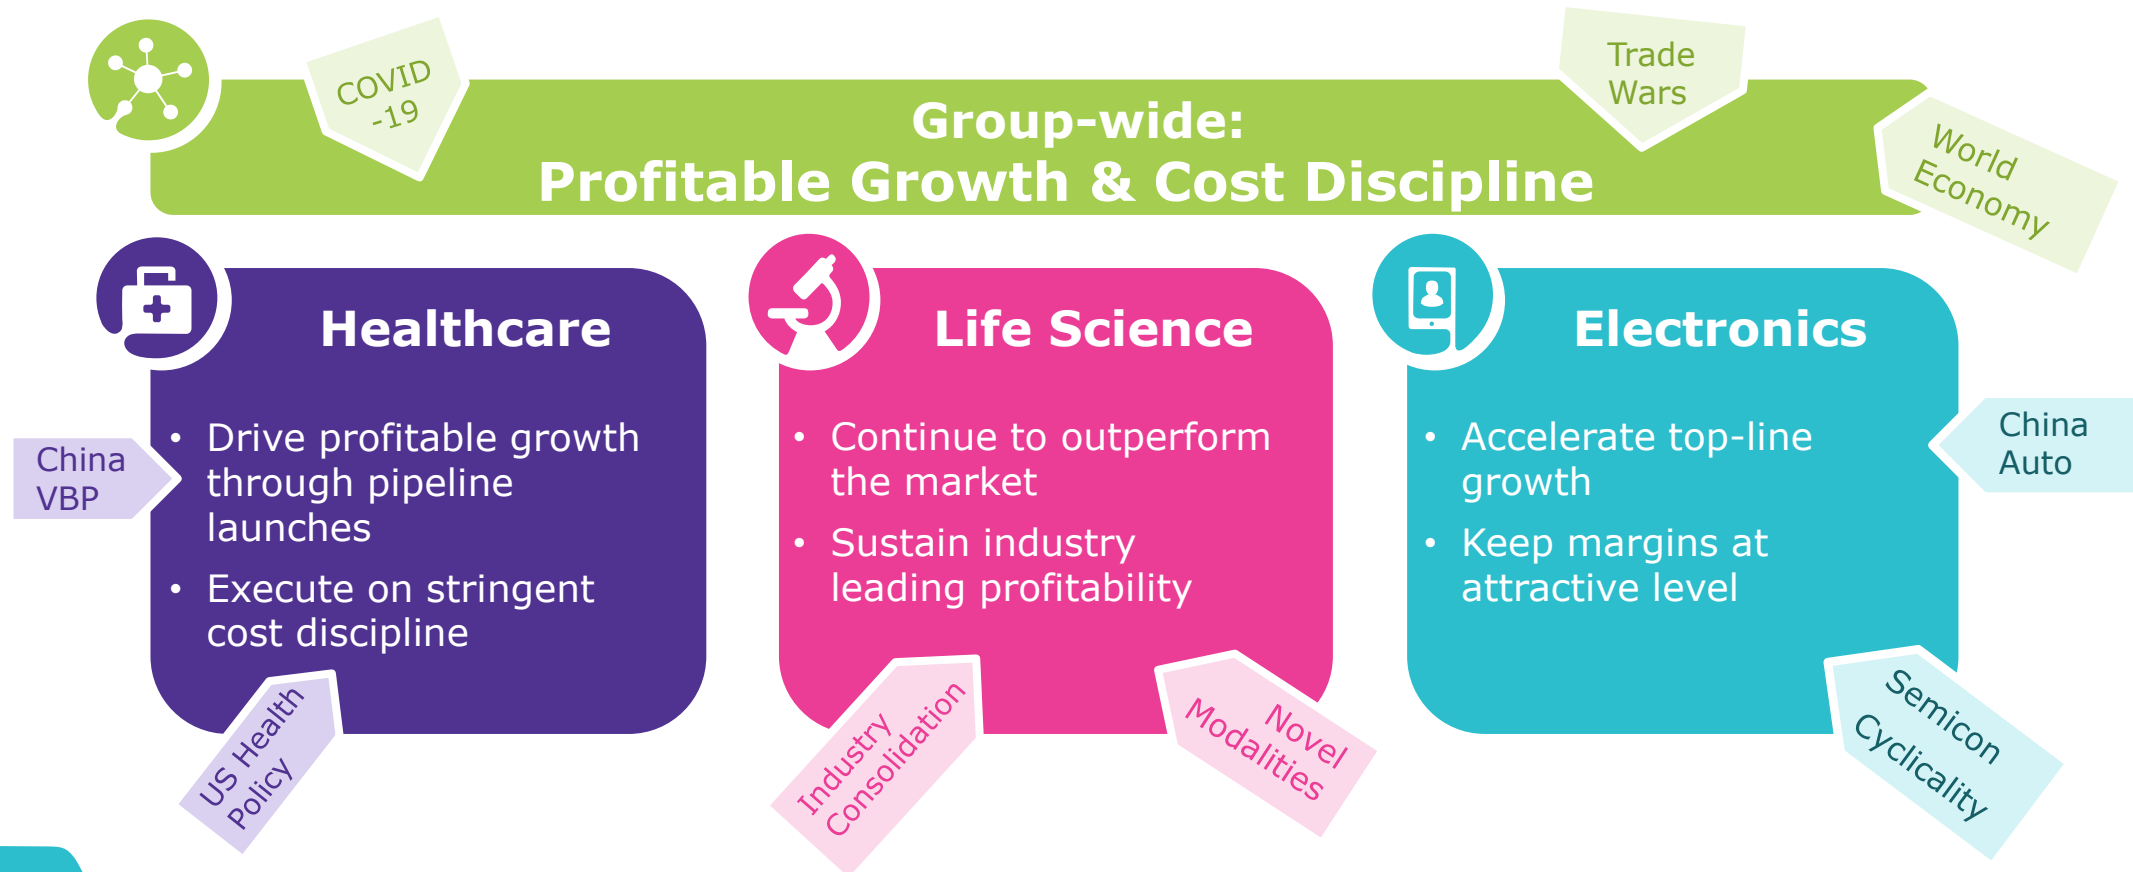 COVID
-19
Trade
Wars
World
Economy
Group-wide:
Profitable Growth & Cost Discipline
Healthcare
• Drive profitable growth
through pipeline
launches
• Execute on stringent
cost discipline
China
VBP
US Health
Policy
Life Science
• Continue to outperform
the market
• Sustain industry
leading profitability
Industry
Consolidation
Novel
Modalities
Electronics
• Accelerate top-line
growth
• Keep margins at
attractive level
China
Auto
Semicon
Cyclicality